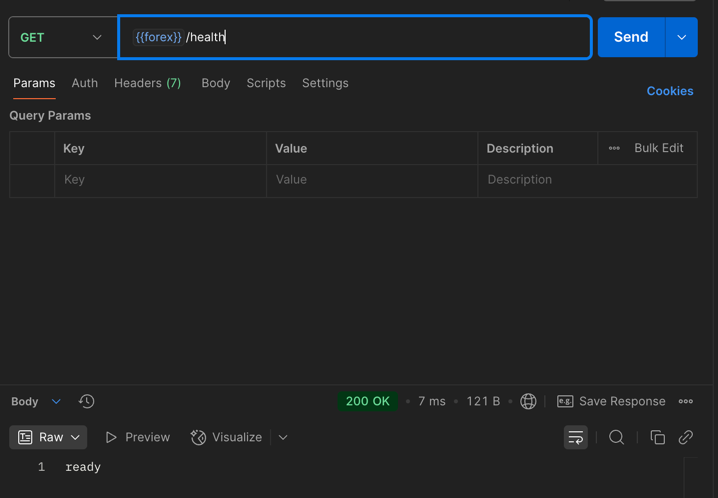 GET {{forex}} /health Send
Params Auth Headers (7) Body Scripts Settings
Cookies
Query Params
Key Value Description Bulk Edit
Key Value Description
Body 200 OK 7 ms 121 B e.g. Save Response
Raw Preview Visualize
1 ready